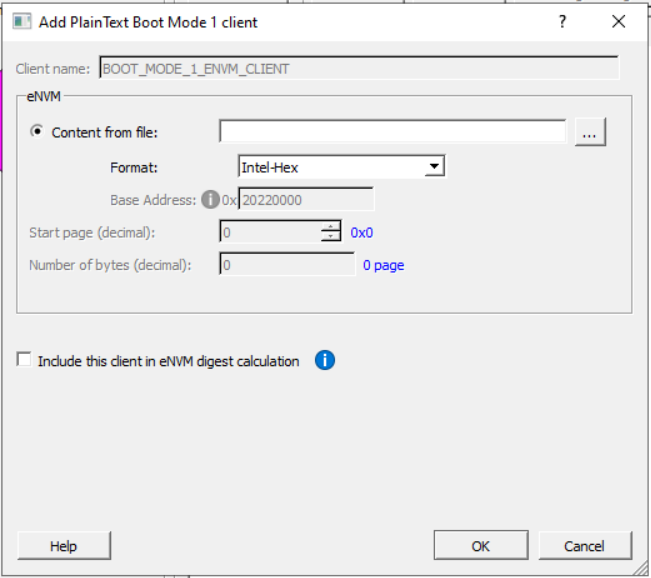 Add PlainText Boot Mode 1 client ? X
Client name: BOOT_MODE_1_ENVM_CLIENT
eNVM
Content from file: ...
Format: Intel-Hex
Base Address: i 0x 20220000
Start page (decimal): 0 0x0
Number of bytes (decimal): 0 0 page
Include this client in eNVM digest calculation i
Help OK Cancel